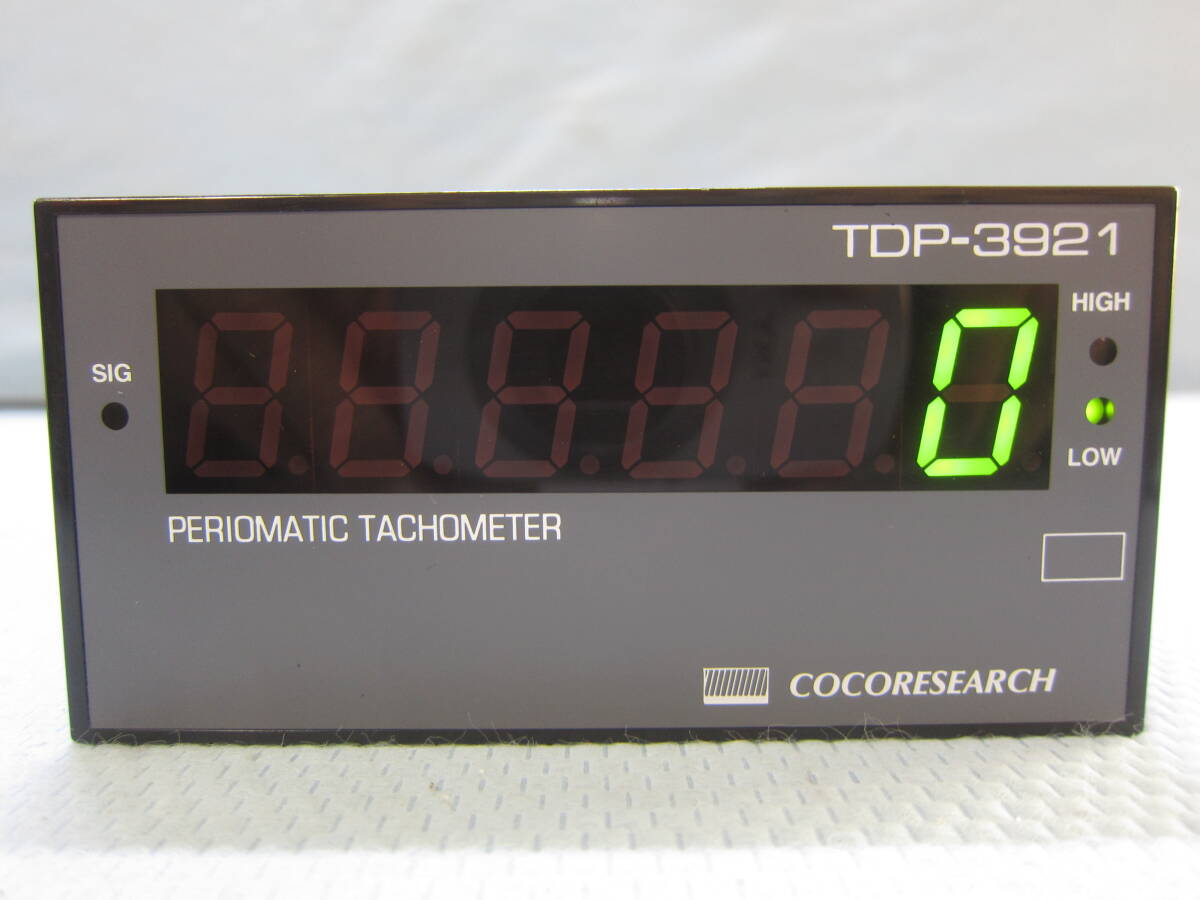 TDP-3921
HIGH
SIG
0
LOW
PERIOMATIC TACHOMETER
COCORESEARCH